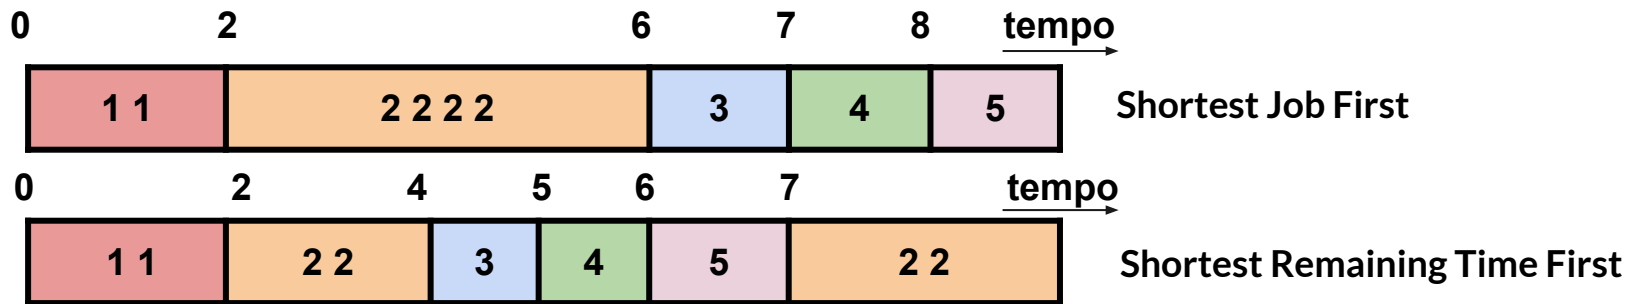 0 2 6 7 8 tempo
1 1 2 2 2 2 3 4 5 Shortest Job First
0 2 4 5 6 7 tempo
1 1 2 2 3 4 5 2 2 Shortest Remaining Time First